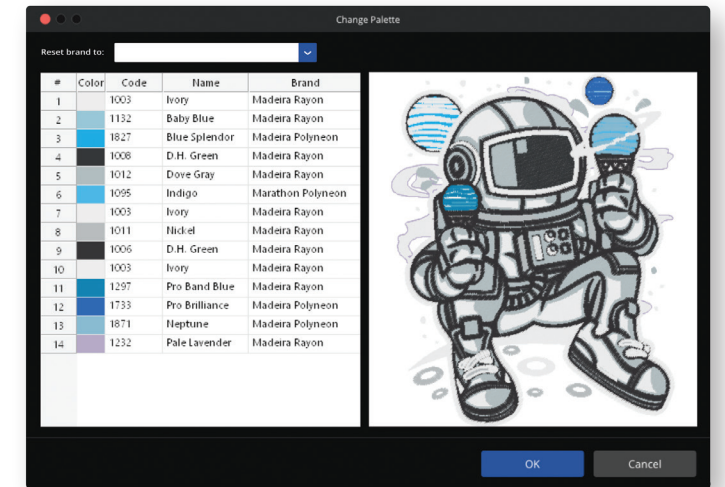 Change Palette
Reset brand to:
# Color Code Name Brand
1 1003 Ivory Madeira Rayon
2 1132 Baby Blue Madeira Rayon
3 1827 Blue Splendor Madeira Polyneon
4 1008 D.H. Green Madeira Rayon
5 1012 Dove Gray Madeira Rayon
6 1095 Indigo Marathon Polyneon
7 1003 Ivory Madeira Rayon
8 1011 Nickel Madeira Rayon
9 1006 D.H. Green Madeira Rayon
10 1003 Ivory Madeira Rayon
11 1297 Pro Band Blue Madeira Rayon
12 1733 Pro Brilliance Madeira Polyneon
13 1871 Neptune Madeira Polyneon
14 1232 Pale Lavender Madeira Rayon
OK Cancel